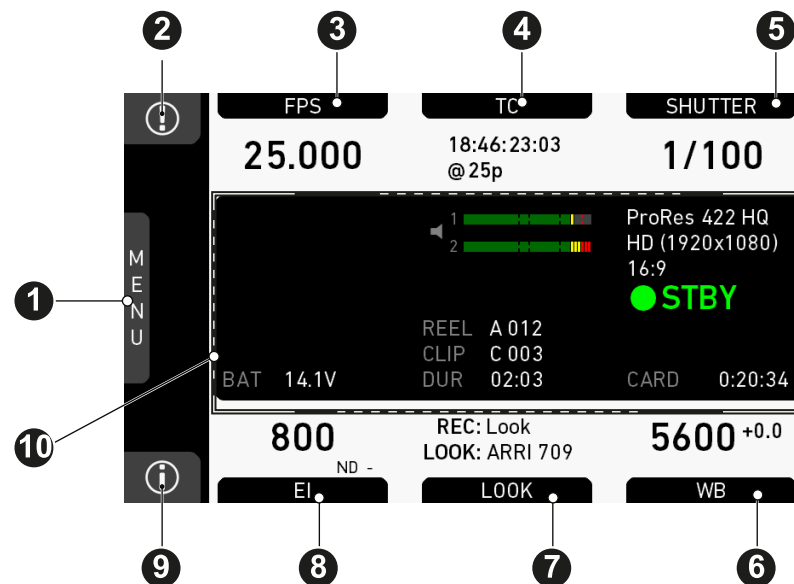 2
3
4
5
FPS
TC
SHUTTER
25.000
18:46:23:03
@ 25p
1/100
1
2
ProRes 422 HQ
HD (1920x1080)
16:9
STBY
1
MENU
REEL A 012
CLIP C 003
BAT 14.1V
DUR 02:03
CARD 0:20:34
10
800
ND -
REC: Look
LOOK: ARRI 709
5600 +0.0
EI
LOOK
WB
9
8
7
6